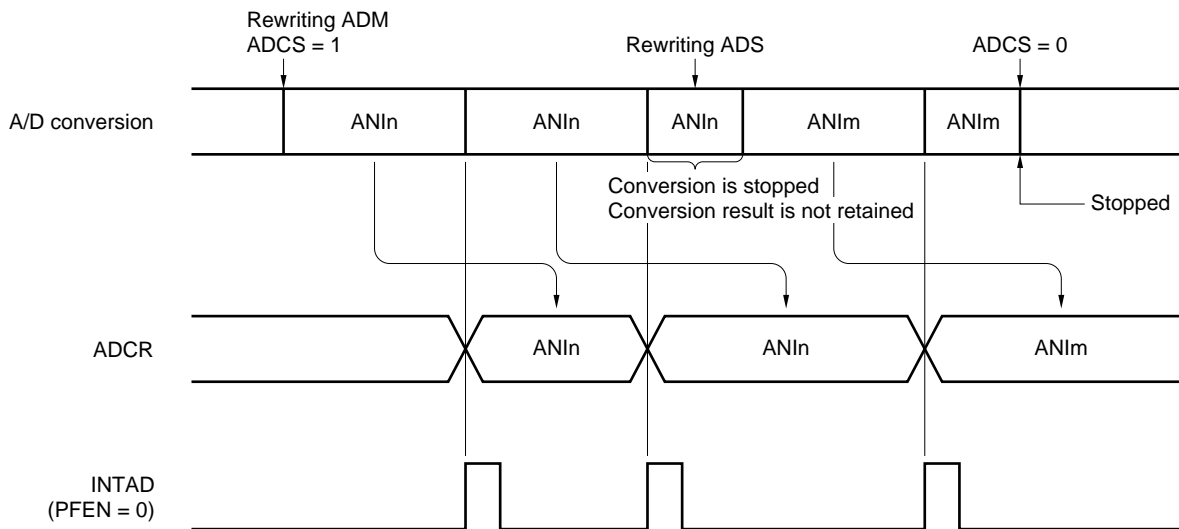 Rewriting ADM
ADCS = 1
Rewriting ADS
ADCS = 0
A/D conversion
ANIn
ANIn
ANIn
ANIm
ANIm
Conversion is stopped
Conversion result is not retained
Stopped
ADCR
ANIn
ANIn
ANIm
INTAD
(PFEN = 0)